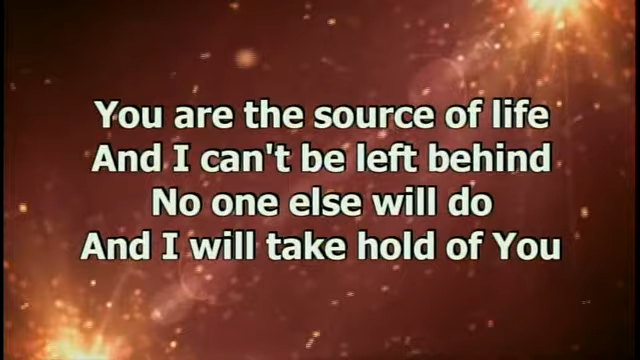 You are the source of life
And I can't be left behind
No one else will do
And I will take hold of You